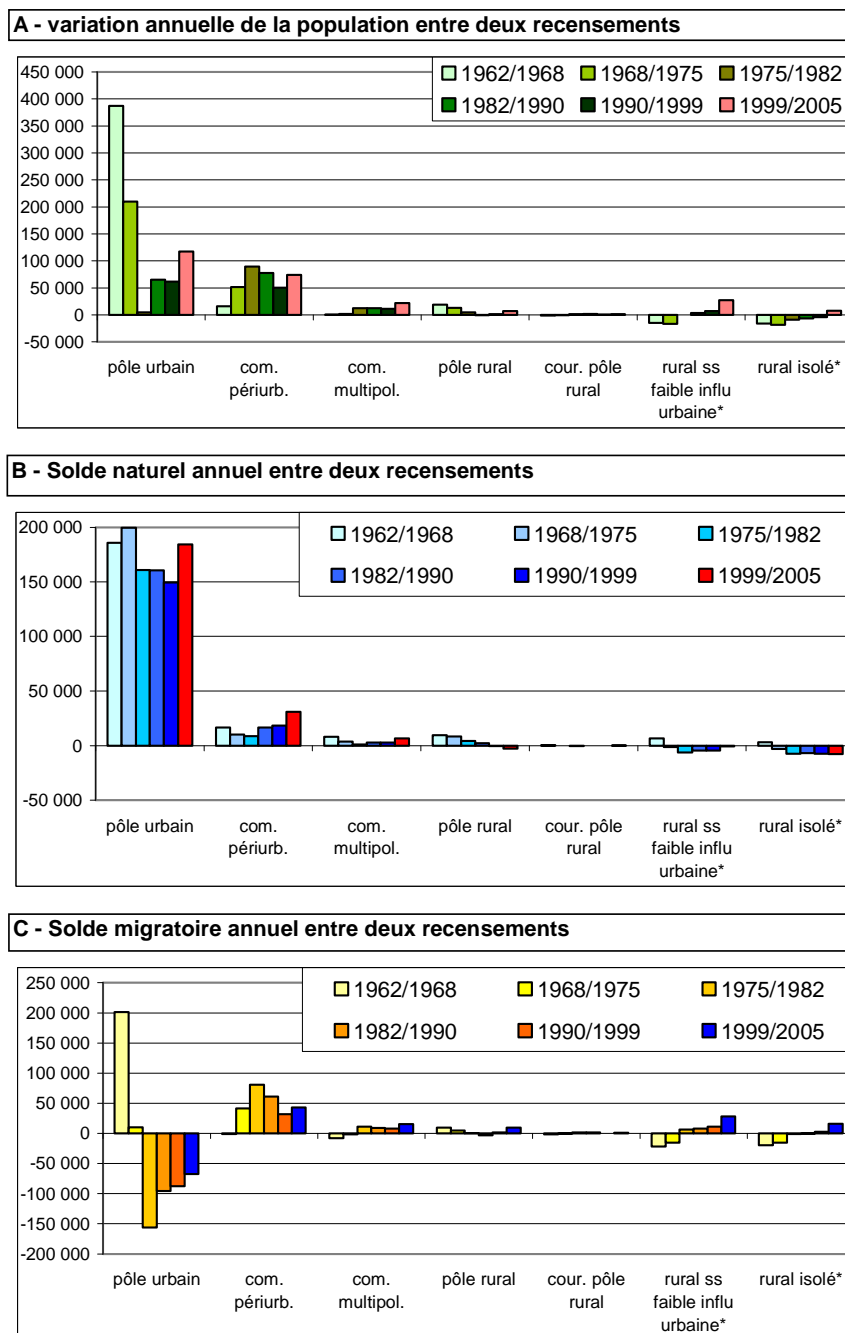 A - variation annuelle de la population entre deux recensements
450 000
400 000
350 000
300 000
250 000
200 000
150 000
100 000
50 000
0
-50 000
1962/1968 1968/1975 1975/1982
1982/1990 1990/1999 1999/2005
pôle urbain com. périurb. com. multipol. pôle rural cour. pôle rural rural ss faible influ urbaine* rural isolé*
B - Solde naturel annuel entre deux recensements
200 000
150 000
100 000
50 000
0
-50 000
1962/1968 1968/1975 1975/1982
1982/1990 1990/1999 1999/2005
pôle urbain com. périurb. com. multipol. pôle rural cour. pôle rural rural ss faible influ urbaine* rural isolé*
C - Solde migratoire annuel entre deux recensements
250 000
200 000
150 000
100 000
50 000
0
-50 000
-100 000
-150 000
-200 000
1962/1968 1968/1975 1975/1982
1982/1990 1990/1999 1999/2005
pôle urbain com. périurb. com. multipol. pôle rural cour. pôle rural rural ss faible influ urbaine* rural isolé*